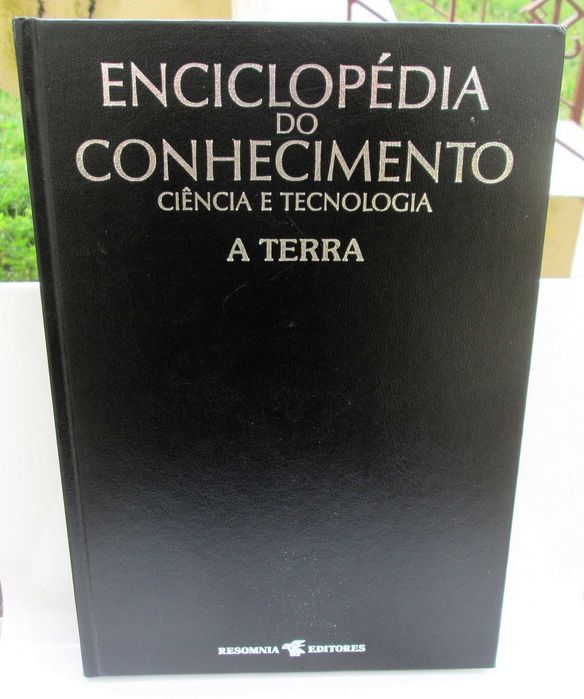 ENCICLOPÉDIA
DO
CONHECIMENTO
CIÊNCIA E TECNOLOGIA
A TERRA
RESOMNIA EDITORES